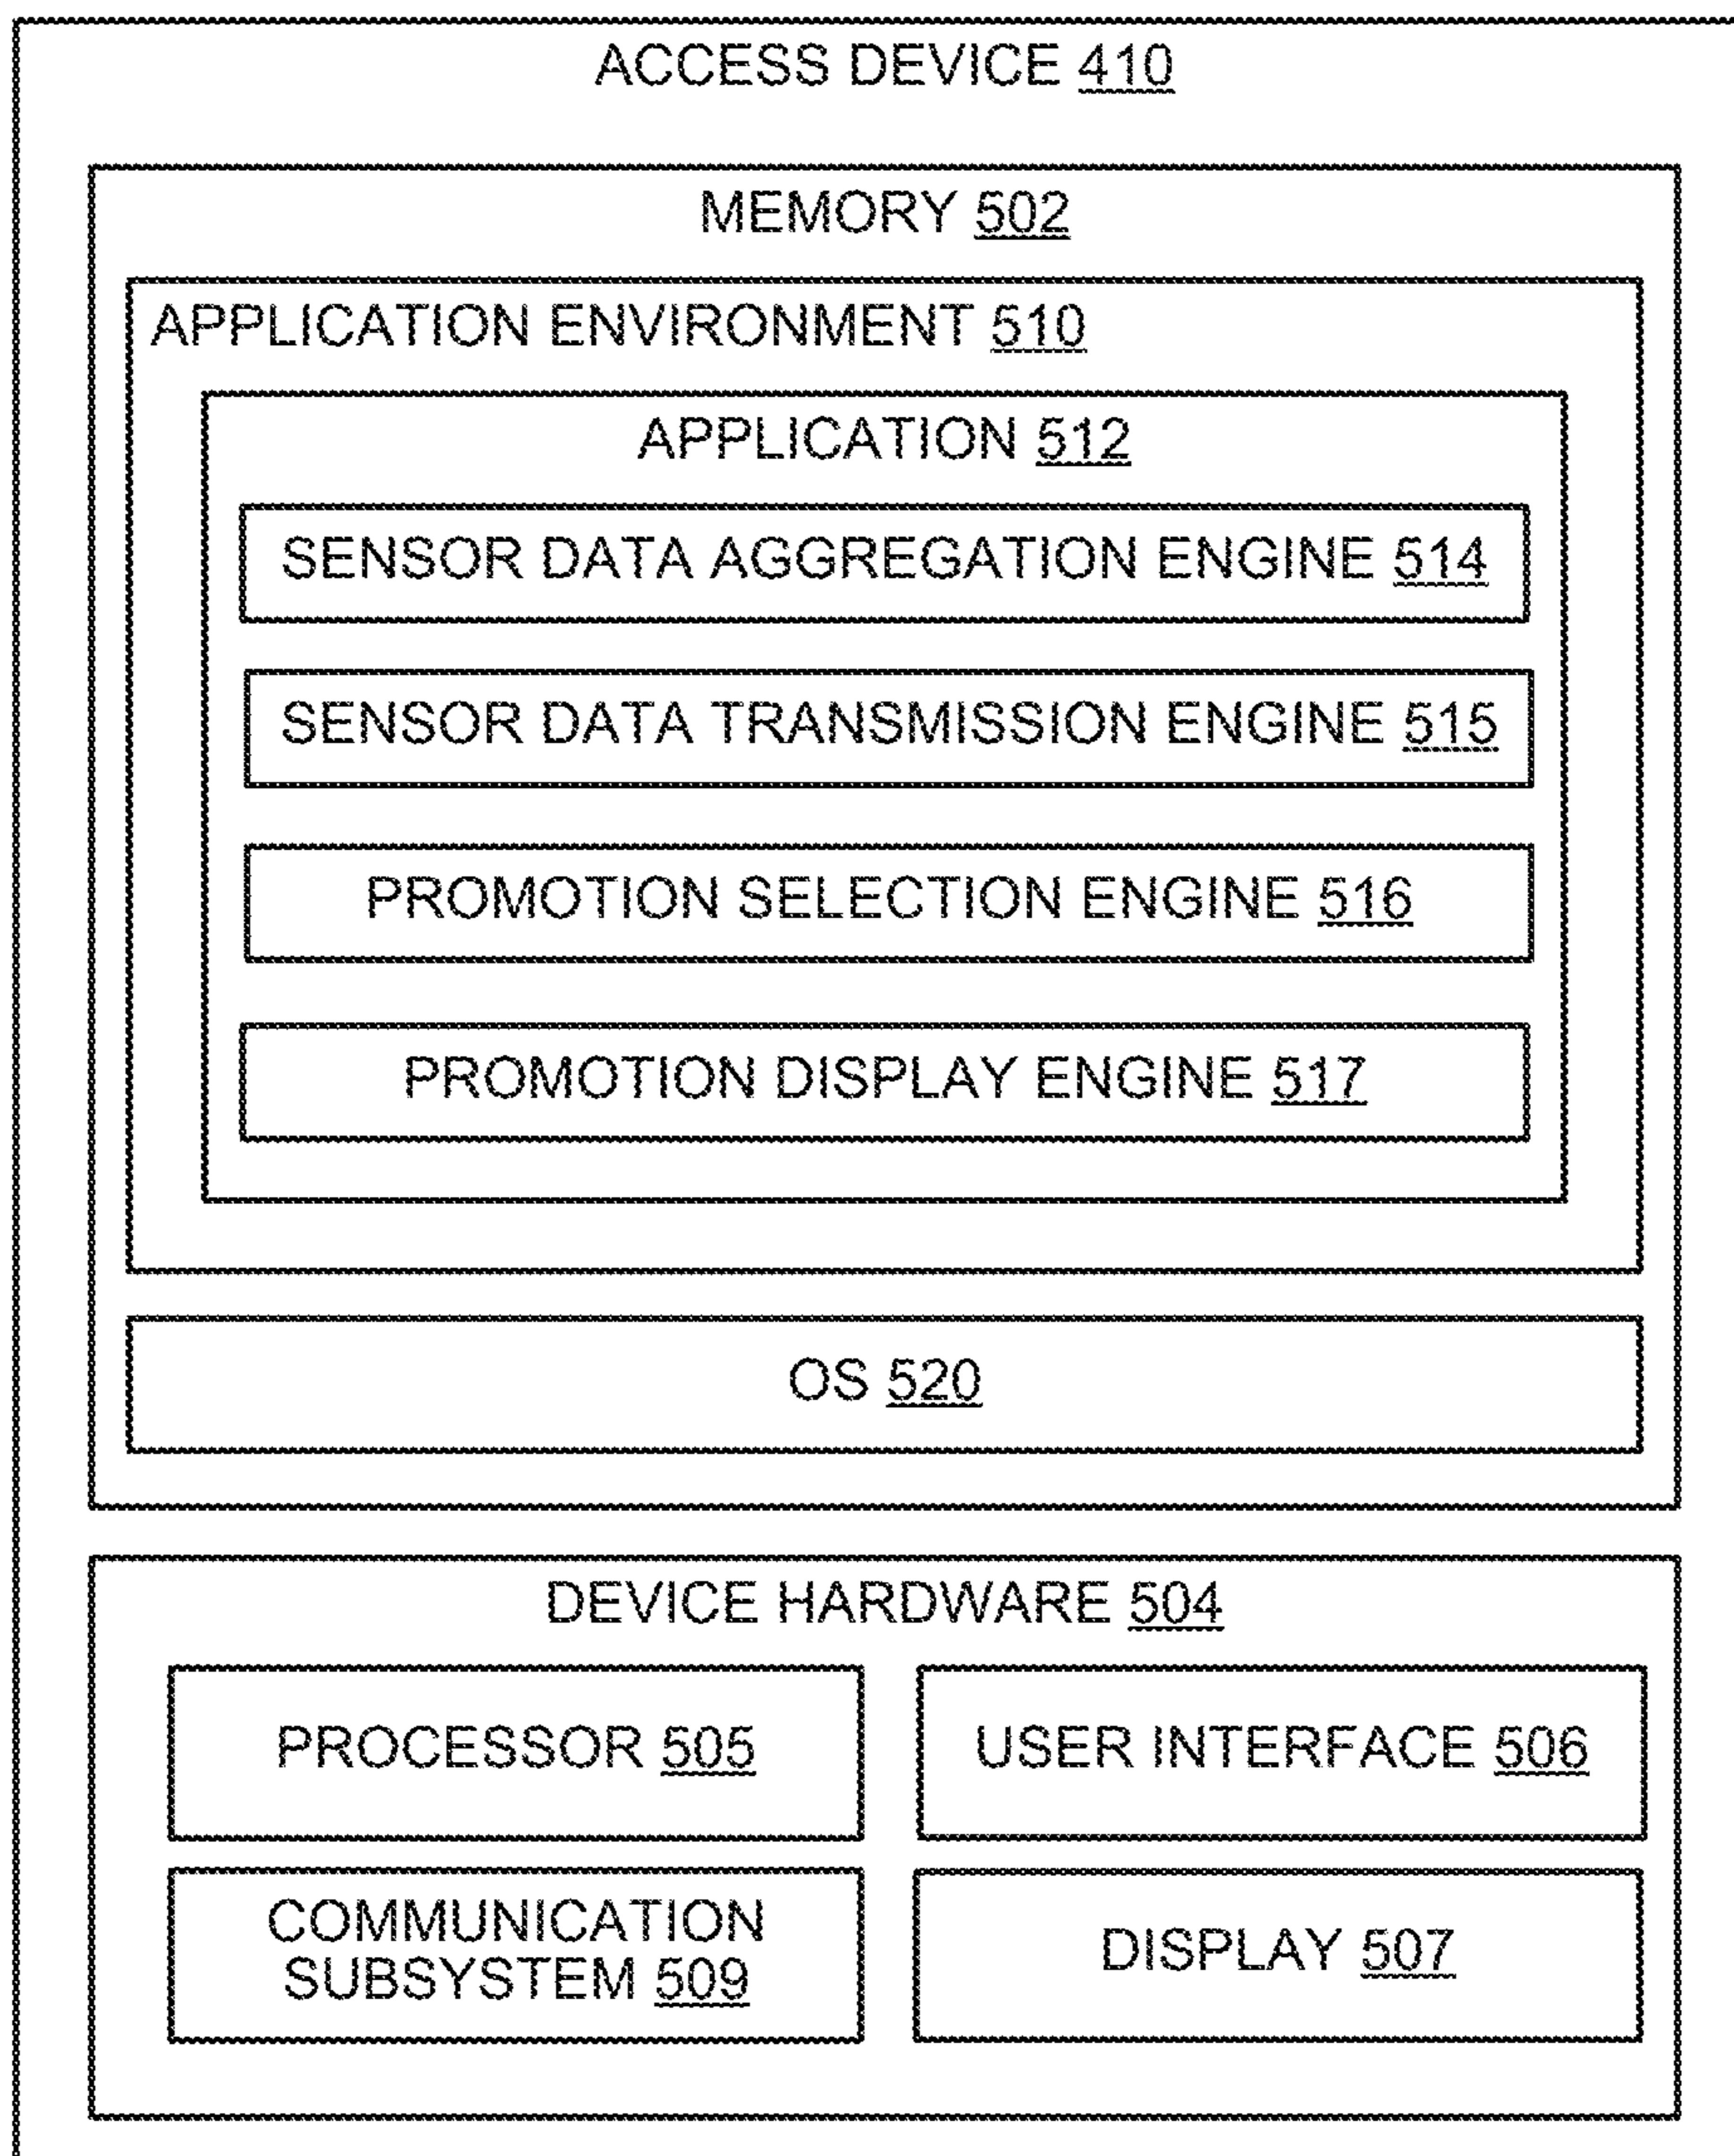 ACCESS DEVICE 410
MEMORY 502
APPLICATION ENVIRONMENT 510
APPLICATION 512
SENSOR DATA AGGREGATION ENGINE 514
SENSOR DATA TRANSMISSION ENGINE 515
PROMOTION SELECTION ENGINE 516
PROMOTION DISPLAY ENGINE 517
OS 520
DEVICE HARDWARE 504
PROCESSOR 505
USER INTERFACE 506
COMMUNICATION
SUBSYSTEM 509
DISPLAY 507